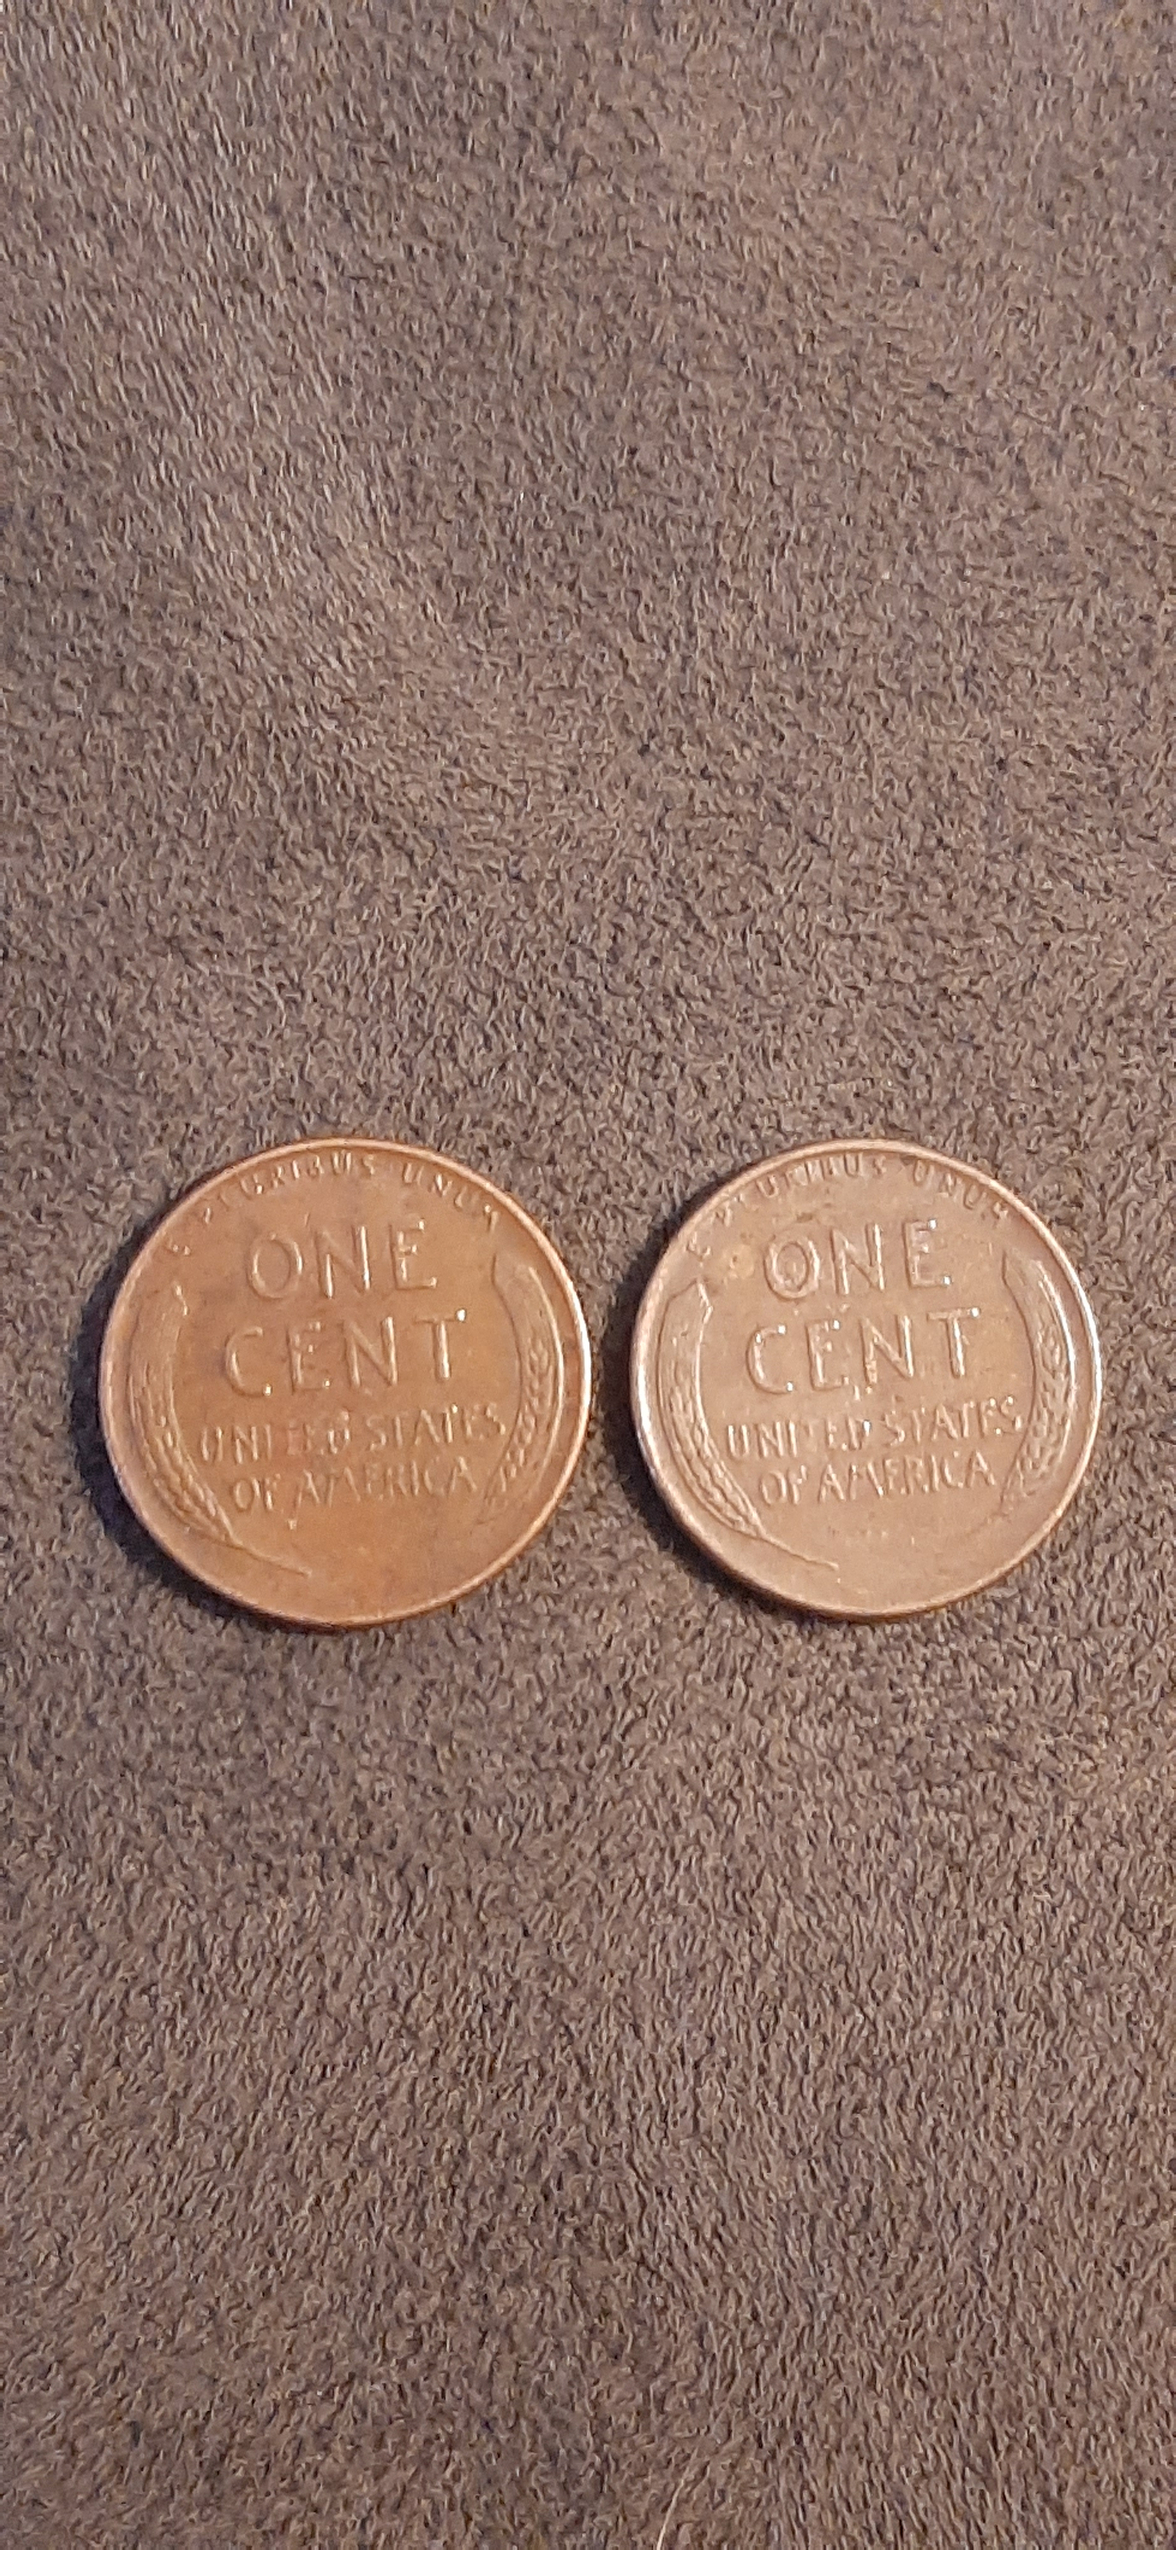 E PLURIBUS UNUM
ONE
CENT
UNITED STATES
OF AMERICA
E PLURIBUS UNUM
ONE
CENT
UNITED STATES
OF AMERICA